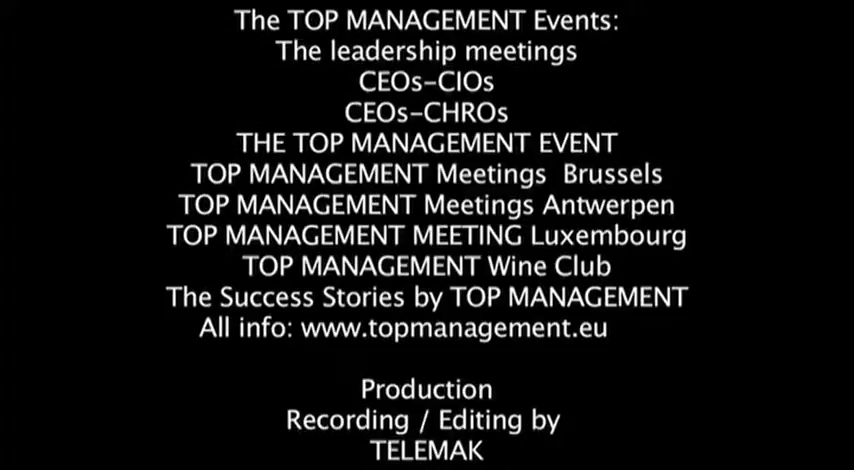 The TOP MANAGEMENT Events:
The leadership meetings
CEOs-CIOs
CEOs-CHROs
THE TOP MANAGEMENT EVENT
TOP MANAGEMENT Meetings Brussels
TOP MANAGEMENT Meetings Antwerpen
TOP MANAGEMENT MEETING Luxembourg
TOP MANAGEMENT Wine Club
The Success Stories by TOP MANAGEMENT
All info: www.topmanagement.eu
Production
Recording / Editing by
TELEMAK